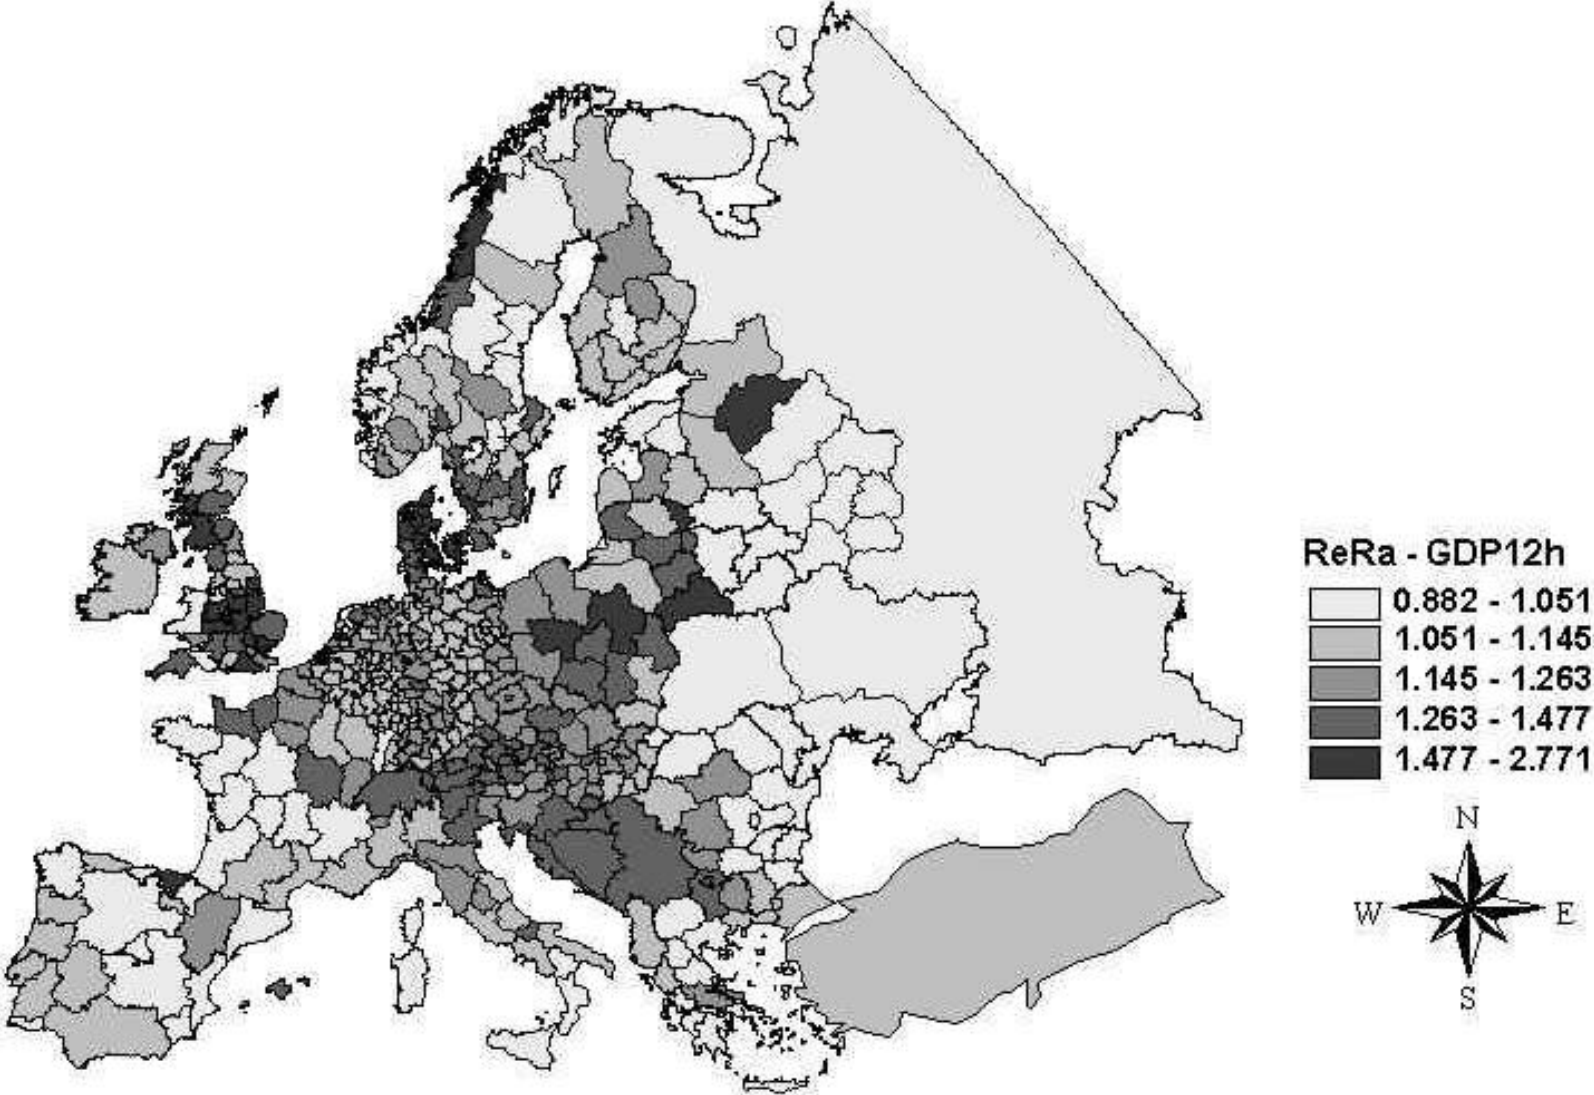 ReRa - GDP12h
0.882 - 1.051
1.051 - 1.145
1.145 - 1.263
1.263 - 1.477
1.477 - 2.771
N
W E
S